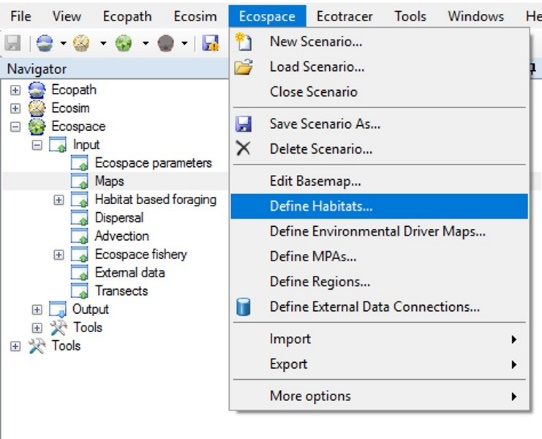 File View Ecopath Ecosim Ecospace Ecotracer Tools Windows
New Scenario...
Load Scenario...
Close Scenario
Save Scenario As...
Delete Scenario...
Edit Basemap...
Define Habitats...
Define Environmental Driver Maps...
Define MPAs...
Define Regions...
Define External Data Connections...
Import
Export
More options
Navigator
Ecopath
Ecosim
Ecospace
Input
Ecospace parameters
Maps
Habitat based foraging
Dispersal
Advection
Ecospace fishery
External data
Transects
Output
Tools
Tools